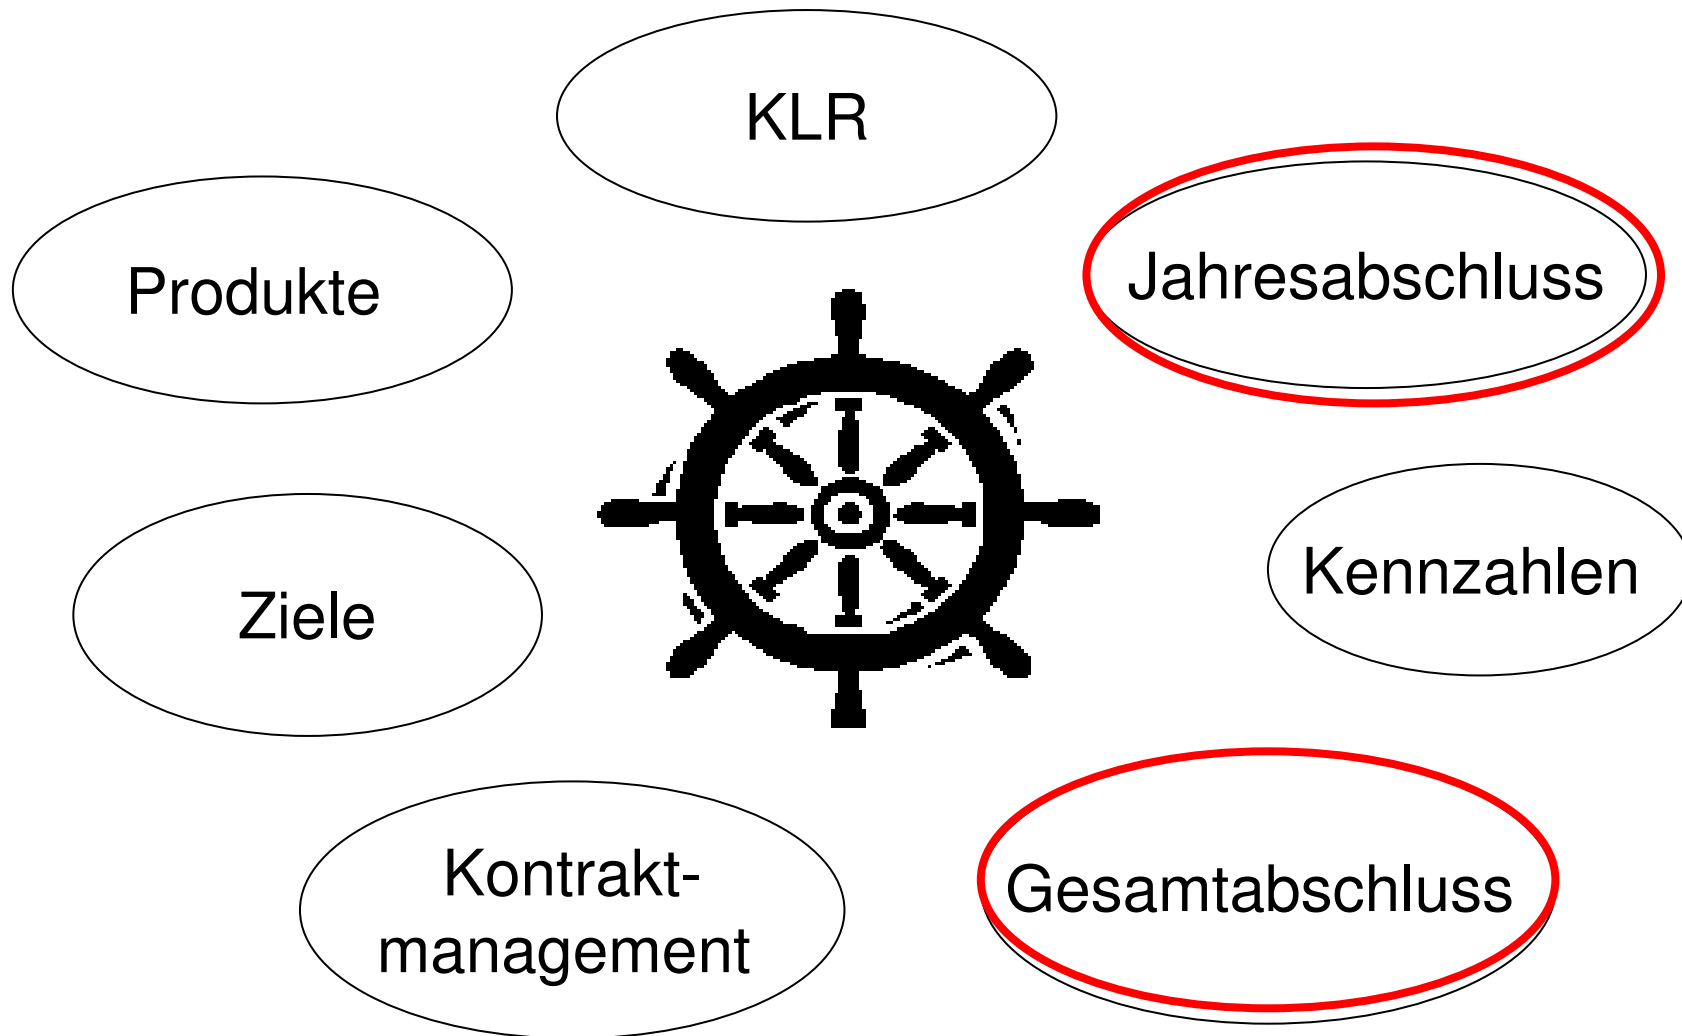 KLR
Produkte
Jahresabschluss
Ziele
Kennzahlen
Kontrakt-
management
Gesamtabschluss